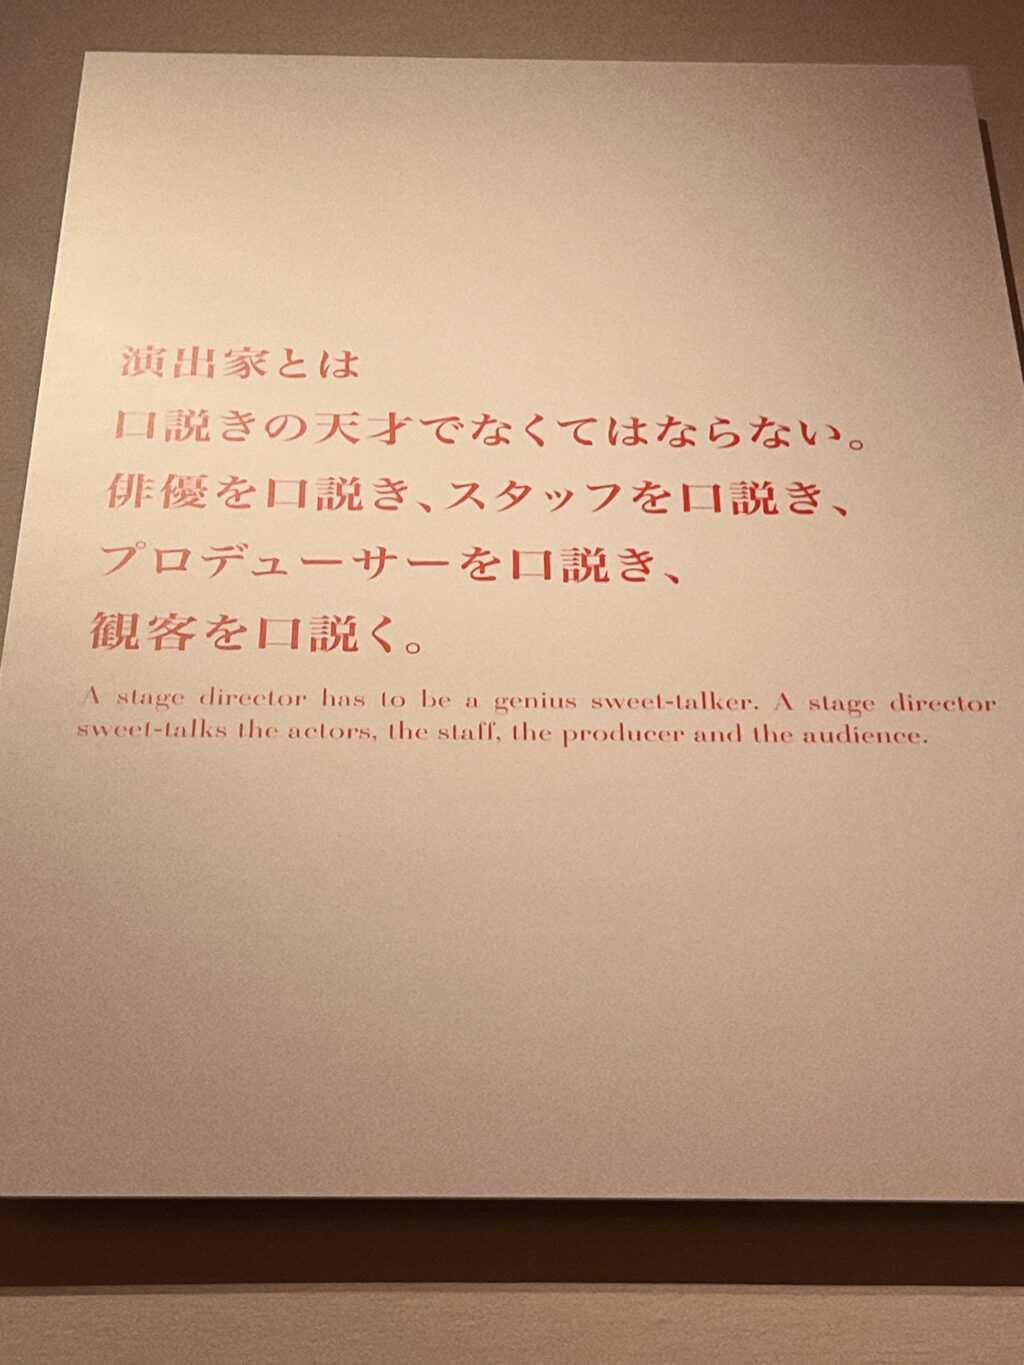 演出家とは
口説きの天才でなくてはならない。
俳優を口説き、スタッフを口説き、
プロデューサーを口説き、
観客を口説く。
A stage director has to be a genius sweet-talker. A stage director
sweet-talks the actors, the staff, the producer and the audience.